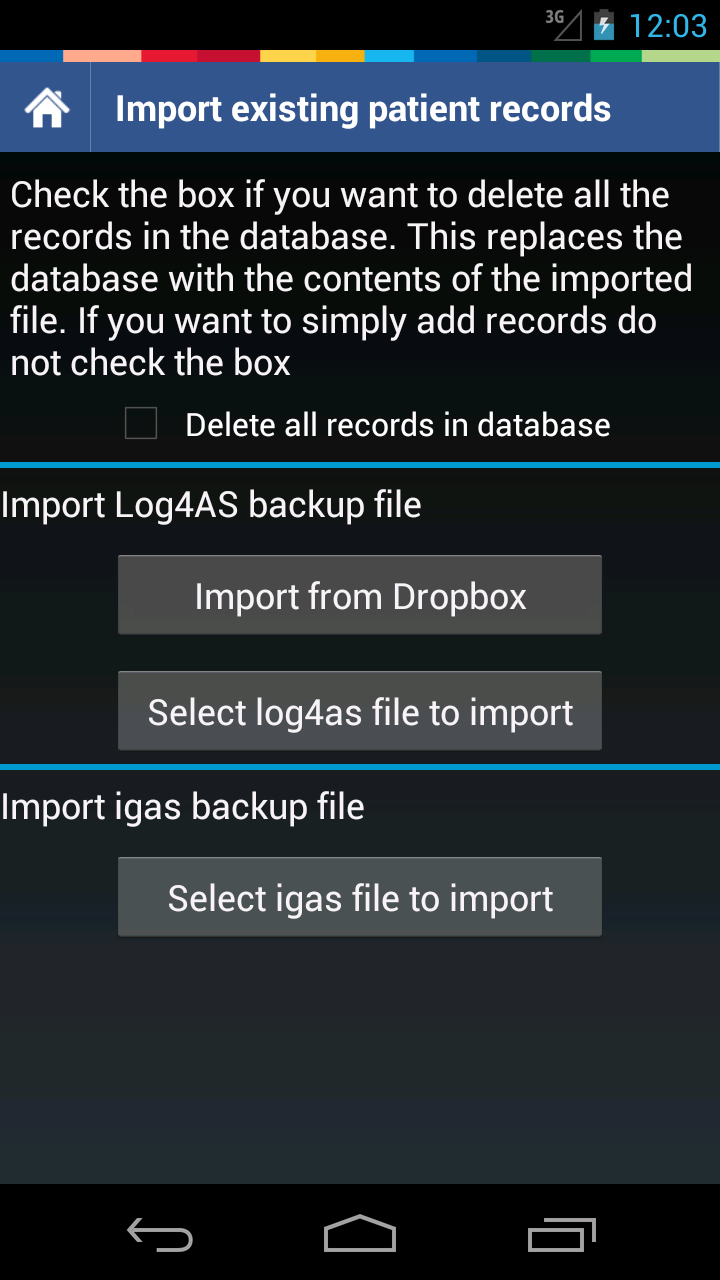 3G 12:03
Import existing patient records
Check the box if you want to delete all the
records in the database. This replaces the
database with the contents of the imported
file. If you want to simply add records do
not check the box
Delete all records in database
Import Log4AS backup file
Import from Dropbox
Select log4as file to import
Import igas backup file
Select igas file to import